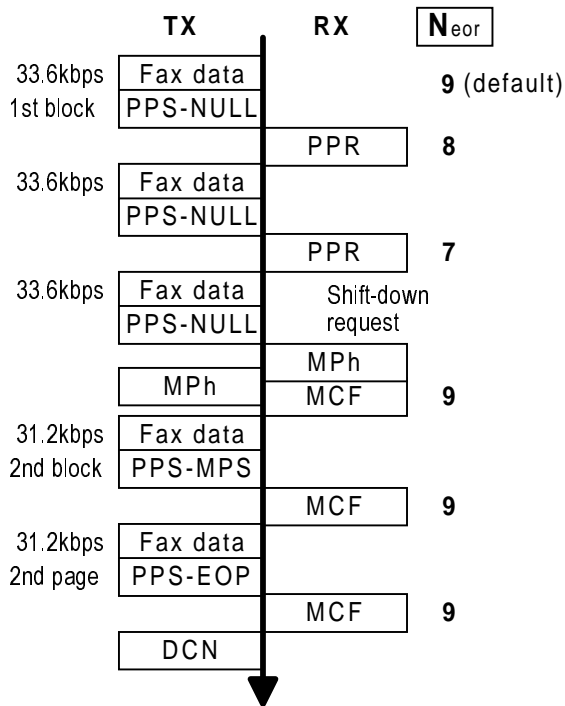 TX RX Neor
33.6kbps Fax data 9 (default)
1st block PPS-NULL
PPR 8
33.6kbps Fax data
PPS-NULL
PPR 7
33.6kbps Fax data Shift-down
PPS-NULL request
MPh
MPh
MCF 9
31.2kbps Fax data
2nd block PPS-MPS
MCF 9
31.2kbps Fax data
2nd page PPS-EOP
MCF 9
DCN